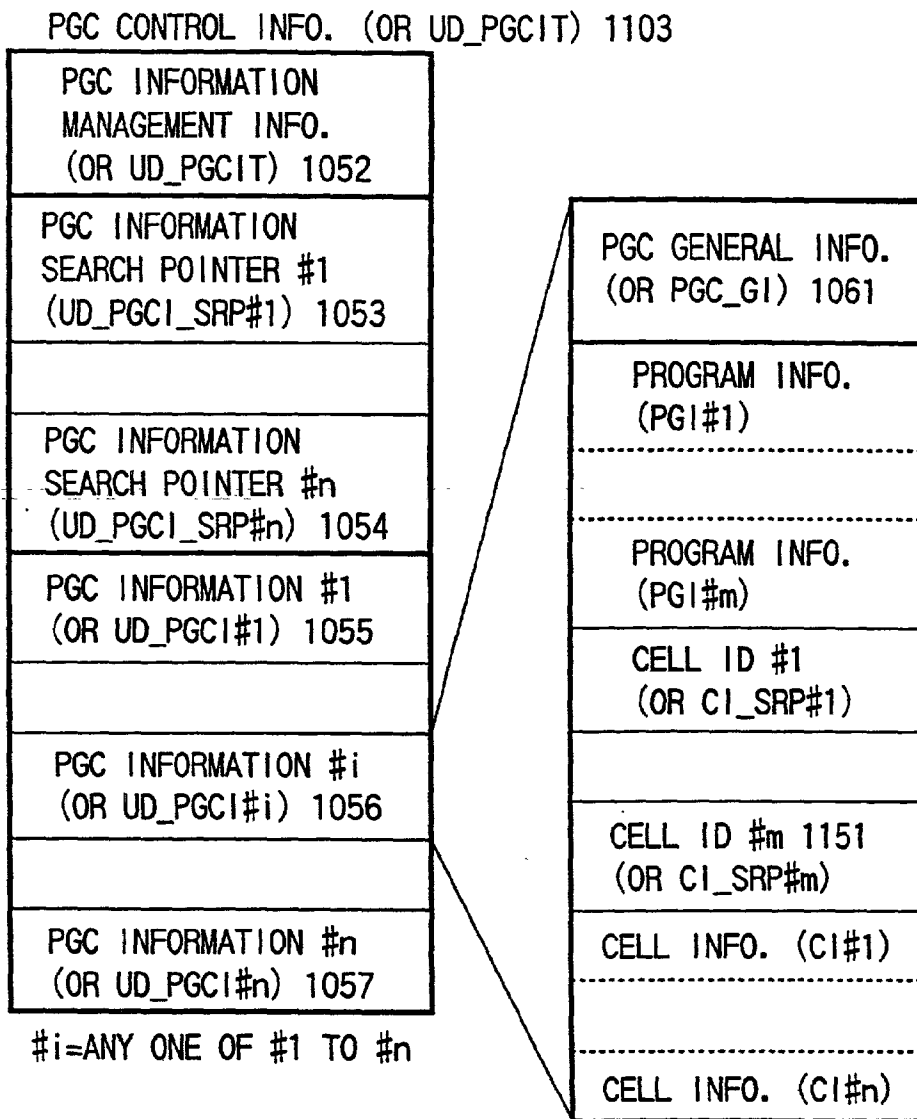 PGC CONTROL INFO. (OR UD_PGCIT) 1103
PGC INFORMATION
MANAGEMENT INFO.
(OR UD_PGCIT) 1052
PGC INFORMATION
SEARCH POINTER #1
(UD_PGCI_SRP#1) 1053
PGC INFORMATION
SEARCH POINTER #n
(UD_PGCI_SRP#n) 1054
PGC INFORMATION #1
(OR UD_PGCI#1) 1055
PGC INFORMATION #i
(OR UD_PGCI#i) 1056
PGC INFORMATION #n
(OR UD_PGCI#n) 1057
#i=ANY ONE OF #1 TO #n
PGC GENERAL INFO.
(OR PGC_GI) 1061
PROGRAM INFO.
(PGI#1)
PROGRAM INFO.
(PGI#m)
CELL ID #1
(OR CI_SRP#1)
CELL ID #m 1151
(OR CI_SRP#m)
CELL INFO. (CI#1)
CELL INFO. (CI#n)